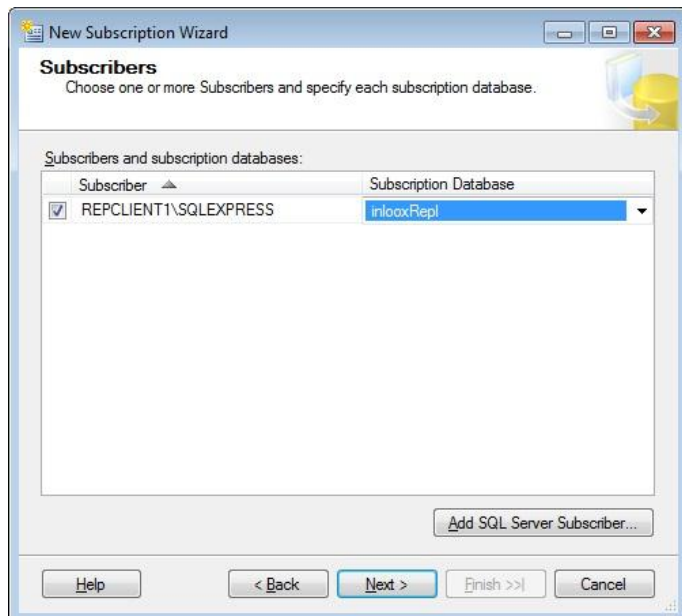 New Subscription Wizard
Subscribers
Choose one or more Subscribers and specify each subscription database.
Subscribers and subscription databases:
Subscriber Subscription Database
REPCLIENT1\SQLEXPRESS inlooxRepl
Add SQL Server Subscriber...
Help < Back Next > Finish >>| Cancel